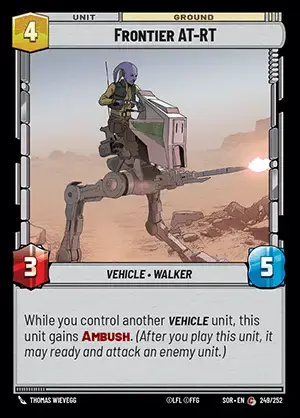 UNIT
GROUND
4
FRONTIER AT-RT
3
VEHICLE • WALKER
5
While you control another VEHICLE unit, this
unit gains AMBUSH. (After you play this unit, it
may ready and attack an enemy unit.)
THOMAS WIEVEGG
©LFL ©FFG
SOR • EN C 249/252